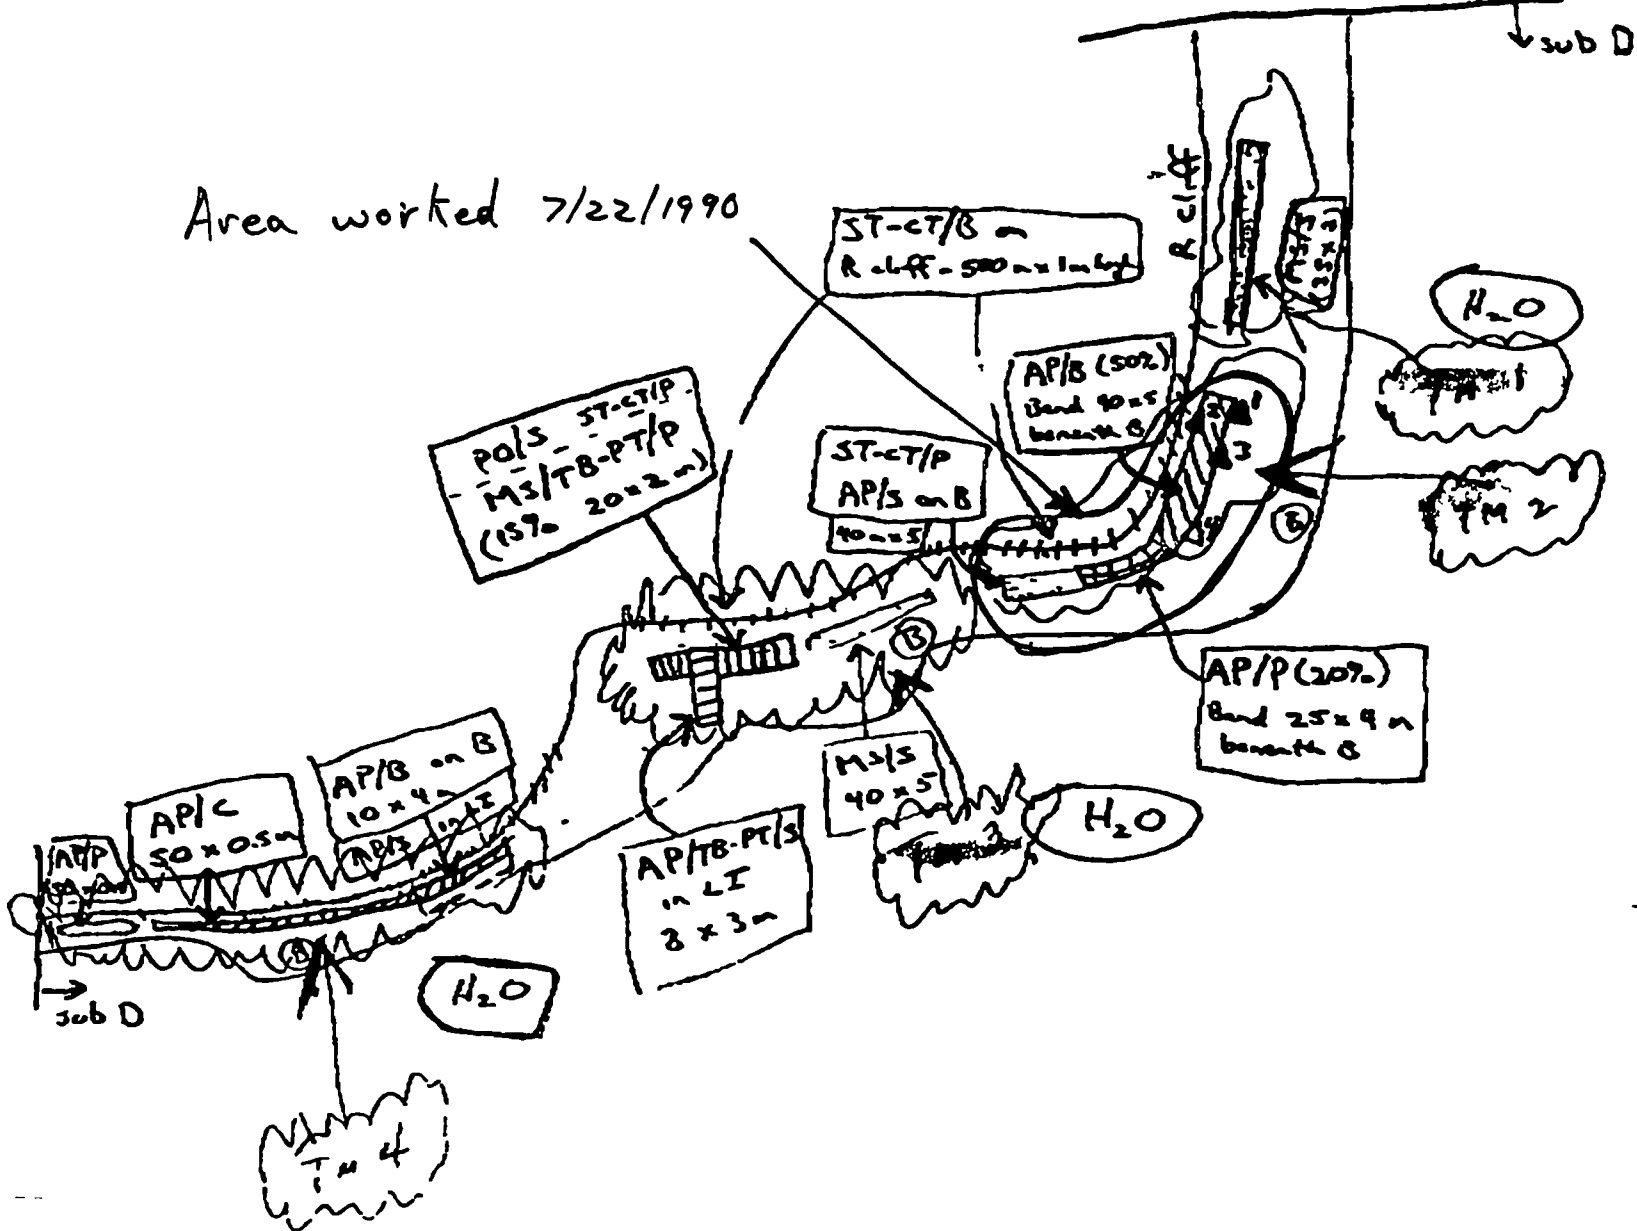 sub D
R cliff
Area worked 7/22/1990
ST-CT/B on
R cliff - 500 m x 1m high
H2O
AP/B (50%)
Band 40 x 5
beneath B
PO/S ST-CT/P
MS/TB-PT/P
(15% 20 x 2 m)
ST-CT/P
AP/S on B
40 m x 5
1
3
4
TM 1
TM 2
B
B
AP/P (20%)
Band 25 x 4 m
beneath B
AP/B on B
10 x 4 m
AP/S in LI
AP/C
50 x 0.5 m
AP/P
MS/S
40 x 5
H2O
AP/TB-PT/S
in LI
8 x 3 m
B
H2O
sub D
TM 4